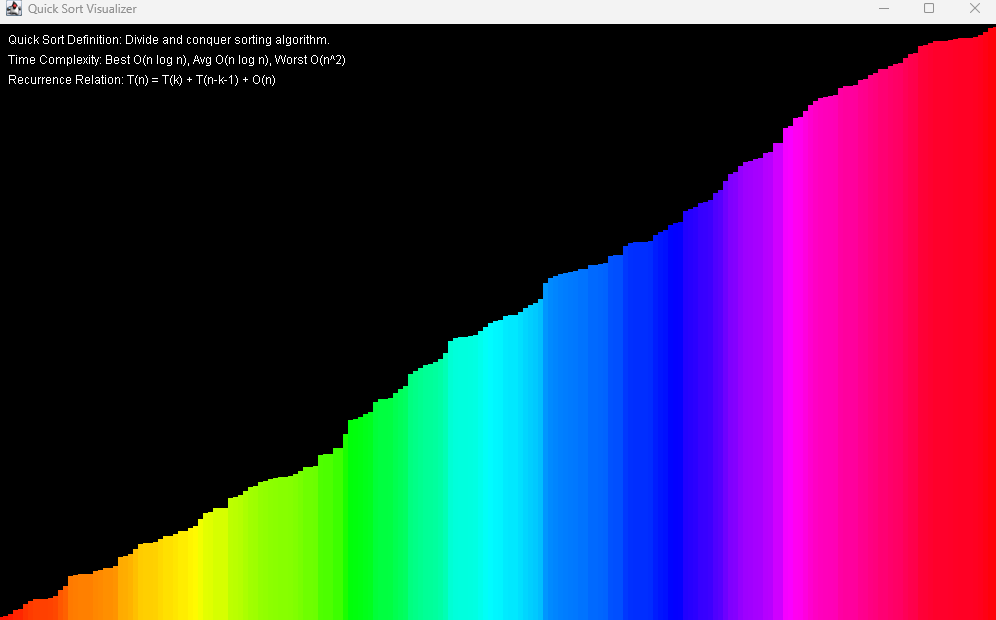 Quick Sort Visualizer
Quick Sort Definition: Divide and conquer sorting algorithm.
Time Complexity: Best O(n log n), Avg O(n log n), Worst O(n^2)
Recurrence Relation: T(n) = T(k) + T(n-k-1) + O(n)